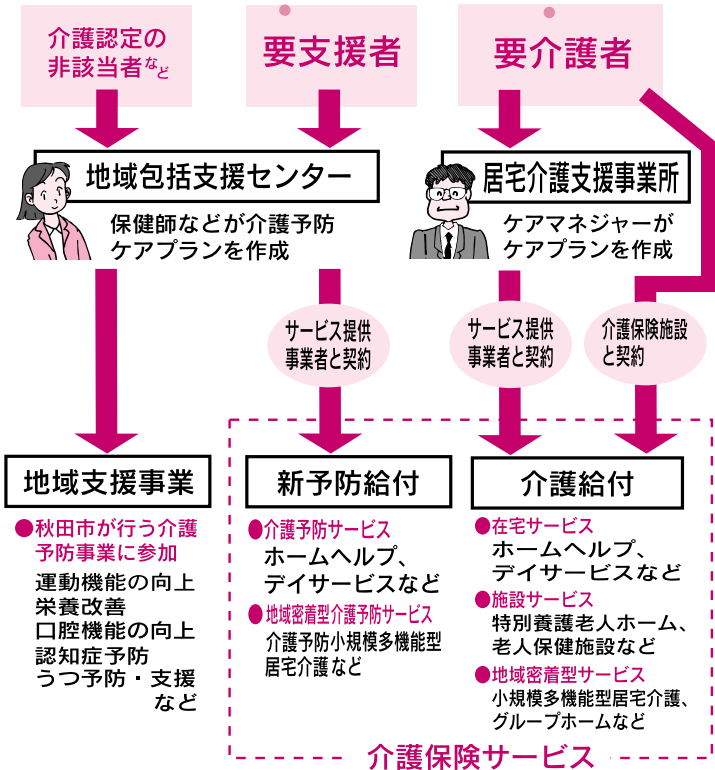 介護認定の
非該当者など
要支援者
要介護者
地域包括支援センター
保健師などが介護予防
ケアプランを作成
居宅介護支援事業所
ケアマネジャーが
ケアプランを作成
サービス提供
事業者と契約
サービス提供
事業者と契約
介護保険施設
と契約
地域支援事業
●秋田市が行う介護
予防事業に参加
運動機能の向上
栄養改善
口腔機能の向上
認知症予防
うつ予防・支援
など
新予防給付
●介護予防サービス
ホームヘルプ、
デイサービスなど
●地域密着型介護予防サービス
介護予防小規模多機能型
居宅介護など
介護給付
●在宅サービス
ホームヘルプ、
デイサービスなど
●施設サービス
特別養護老人ホーム、
老人保健施設など
●地域密着型サービス
小規模多機能型居宅介護、
グループホームなど
介護保険サービス